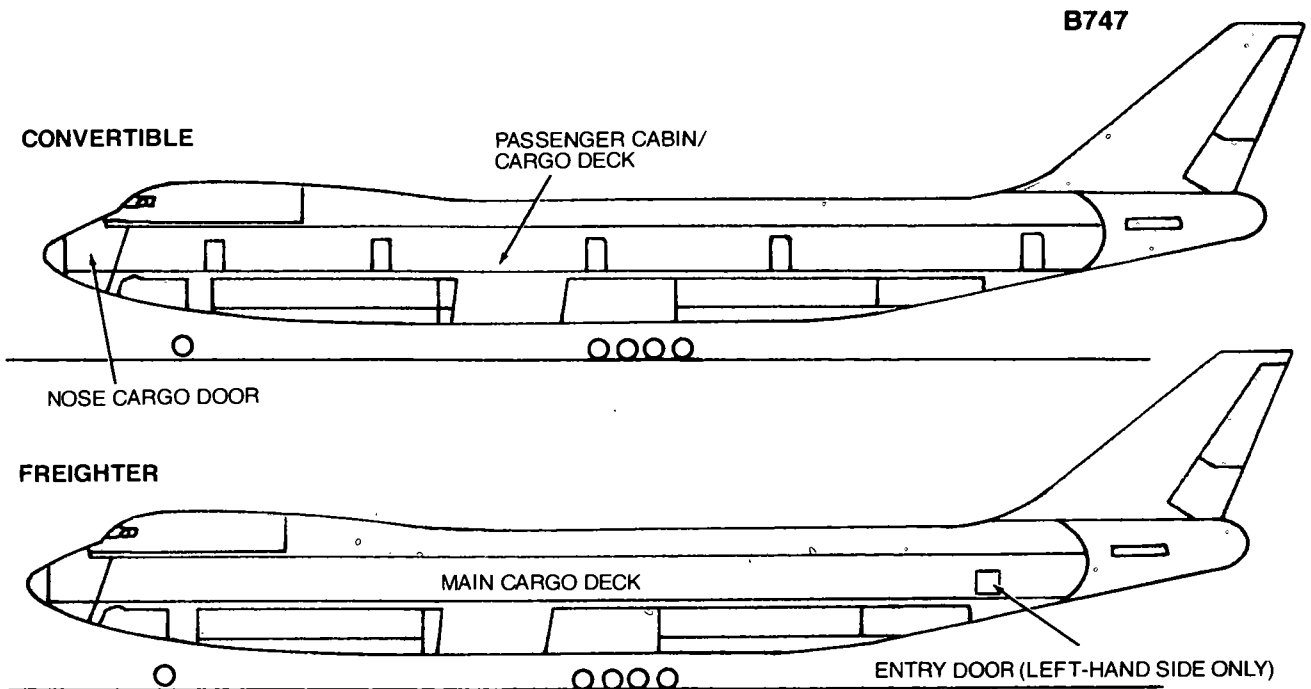 B747
CONVERTIBLE
PASSENGER CABIN/
CARGO DECK
NOSE CARGO DOOR
FREIGHTER
MAIN CARGO DECK
ENTRY DOOR (LEFT-HAND SIDE ONLY)